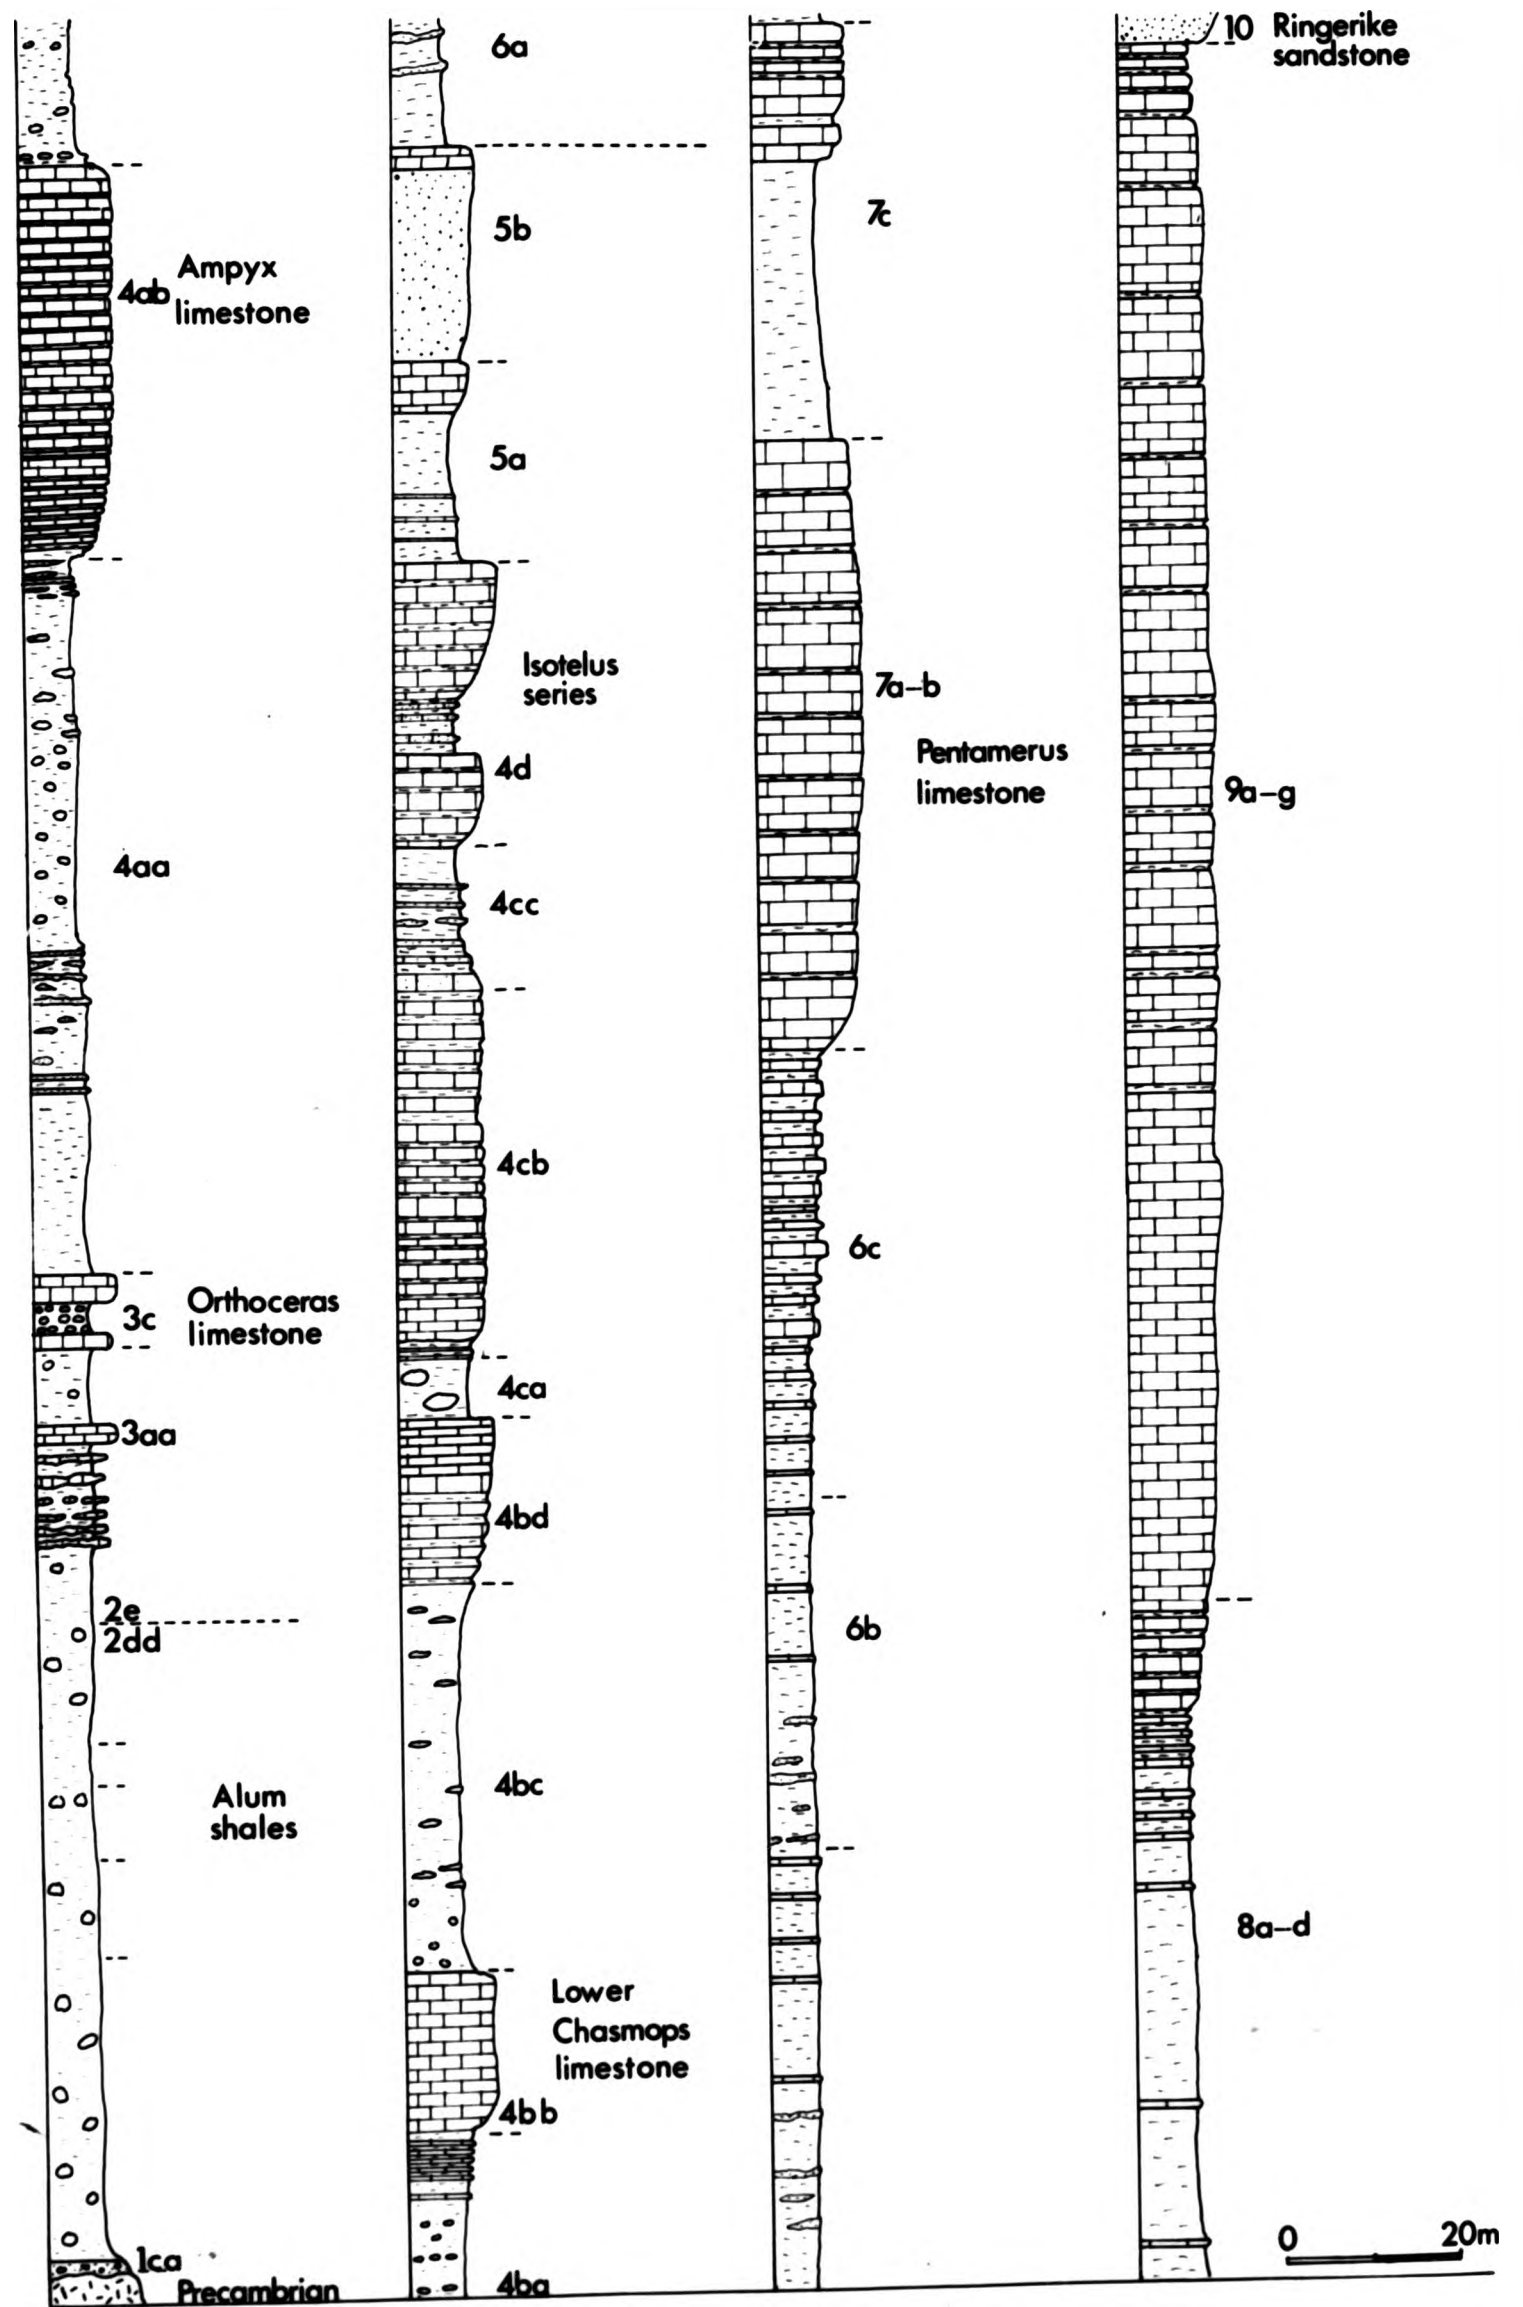 4ab
Ampyx
limestone
4aa
3c
Orthoceras
limestone
3aa
2e
2dd
Alum
shales
1ca
Precambrian
6a
5b
5a
Isotelus
series
4d
4cc
4cb
4ca
4bd
4bc
Lower
Chasmops
limestone
4bb
4ba
7c
7a-b
Pentamerus
limestone
6c
6b
10 Ringerike
sandstone
9a-g
8a-d
0 20m